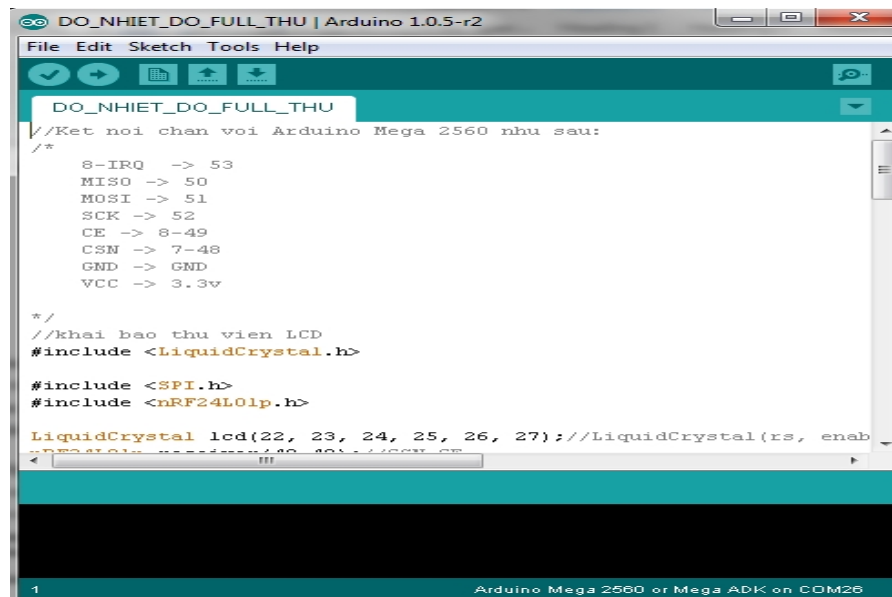 DO_NHIET_DO_FULL_THU | Arduino 1.0.5-r2
File Edit Sketch Tools Help
DO_NHIET_DO_FULL_THU
//Ket noi chan voi Arduino Mega 2560 nhu sau:
/*
8-IRQ -> 53
MISO -> 50
MOSI -> 51
SCK -> 52
CE -> 8-49
CSN -> 7-48
GND -> GND
VCC -> 3.3v
*/
//khai bao thu vien LCD
#include <LiquidCrystal.h>
#include <SPI.h>
#include <nRF24L01p.h>
LiquidCrystal lcd(22, 23, 24, 25, 26, 27);//LiquidCrystal(rs, enab
1
Arduino Mega 2560 or Mega ADK on COM26